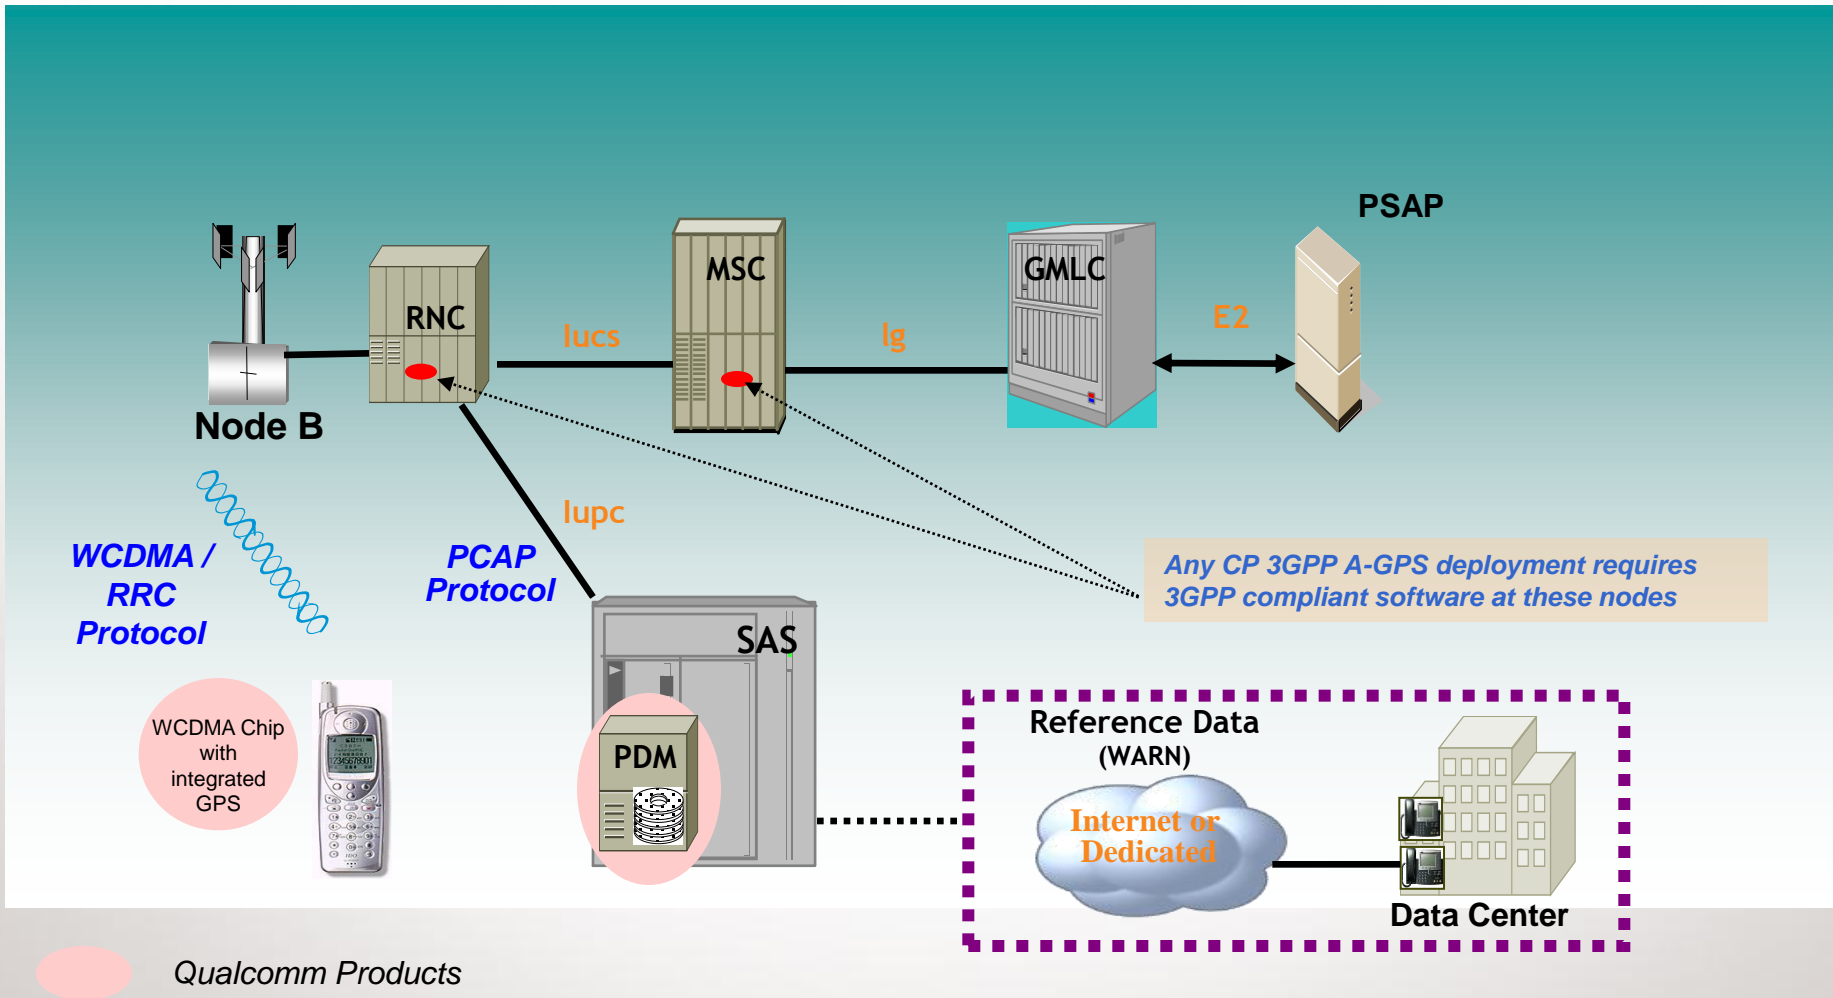 PSAP
MSC
GMLC
RNC
Iucs
Ig
E2
Node B
Iupc
WCDMA /
RRC
Protocol
PCAP
Protocol
Any CP 3GPP A-GPS deployment requires
3GPP compliant software at these nodes
SAS
WCDMA Chip
with
integrated
GPS
12345678901
PDM
Reference Data
(WARN)
Internet or
Dedicated
Data Center
Qualcomm Products